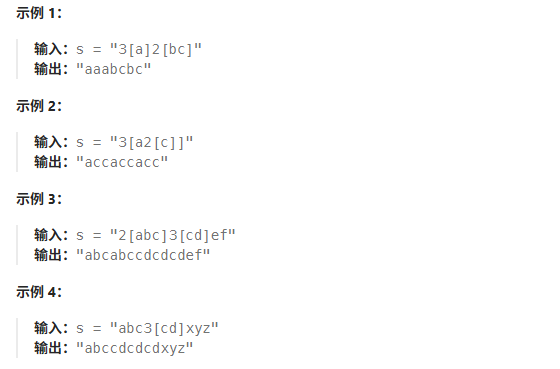 示例 1：
输入：s = "3[a]2[bc]"
输出："aaabcbc"
示例 2：
输入：s = "3[a2[c]]"
输出："accaccacc"
示例 3：
输入：s = "2[abc]3[cd]ef"
输出："abcabccdcdcdef"
示例 4：
输入：s = "abc3[cd]xyz"
输出："abccdcdcdxyz"